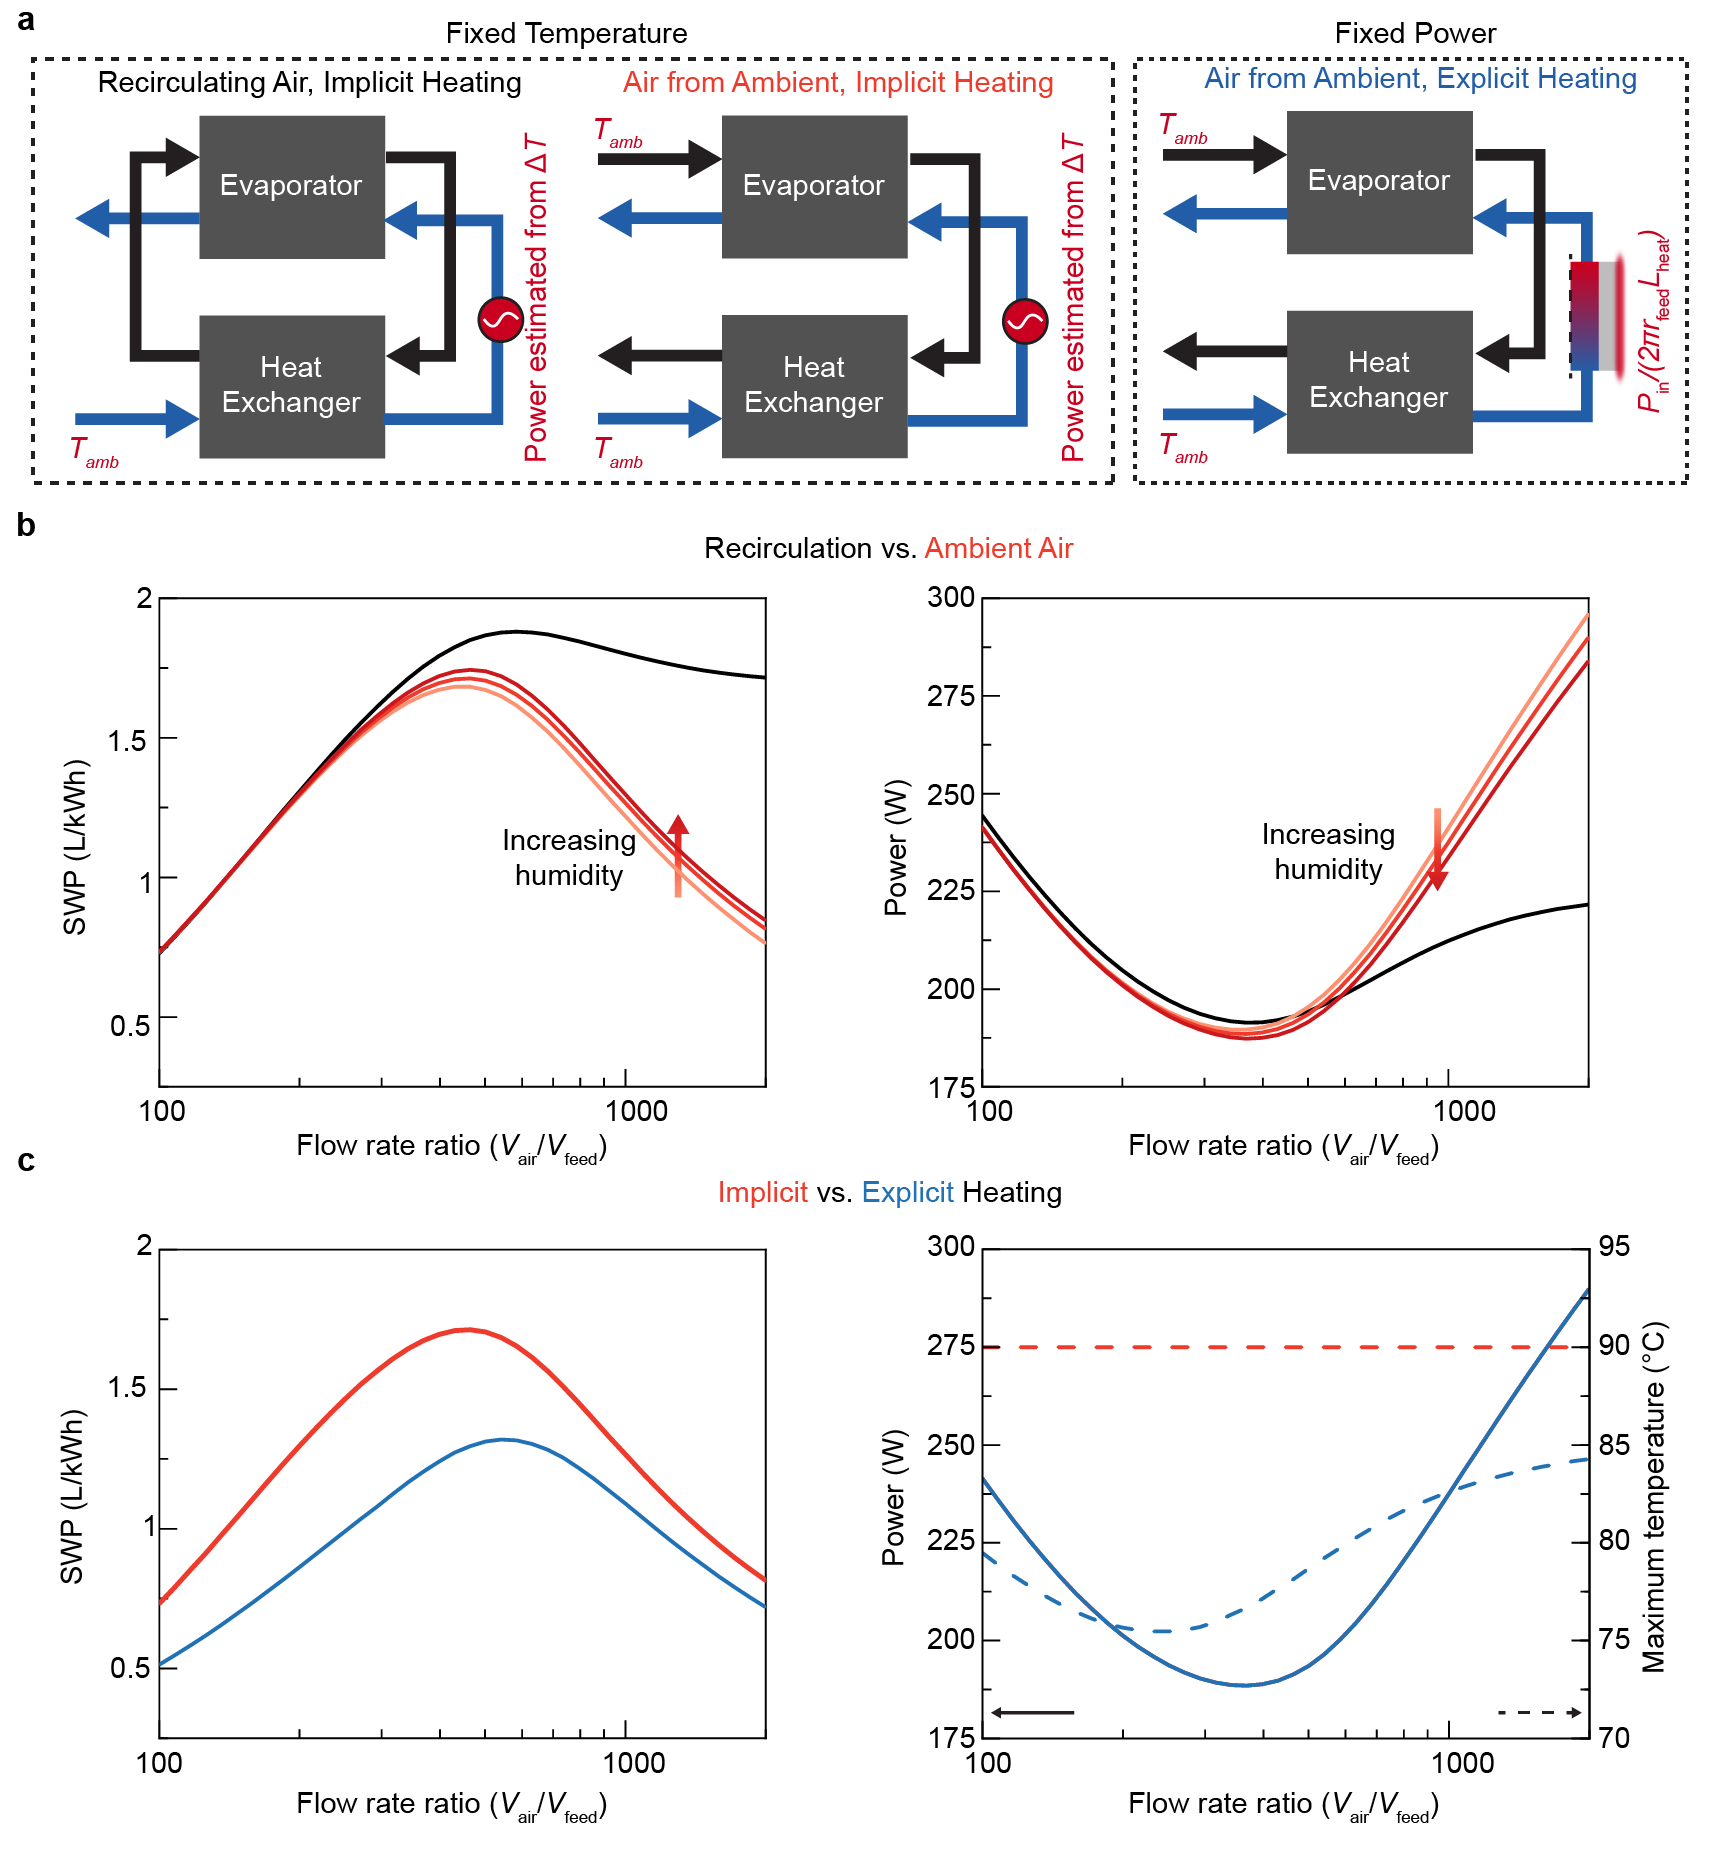 a
Fixed Temperature
Fixed Power
Recirculating Air, Implicit Heating
Air from Ambient, Implicit Heating
Air from Ambient, Explicit Heating
Evaporator
Heat
Exchanger
Tamb
Power estimated from ΔT
Tamb
Evaporator
Heat
Exchanger
Tamb
Power estimated from ΔT
Tamb
Evaporator
Heat
Exchanger
Tamb
Pin/(2πrfeedLheat)
b
Recirculation vs. Ambient Air
2
1.5
1
0.5
SWP (L/kWh)
Increasing
humidity
100
1000
Flow rate ratio (Vair/Vfeed)
300
275
250
225
200
175
Power (W)
Increasing
humidity
100
1000
Flow rate ratio (Vair/Vfeed)
c
Implicit vs. Explicit Heating
2
1.5
1
0.5
SWP (L/kWh)
100
1000
Flow rate ratio (Vair/Vfeed)
300
275
250
225
200
175
Power (W)
95
90
85
80
75
70
Maximum temperature (°C)
100
1000
Flow rate ratio (Vair/Vfeed)